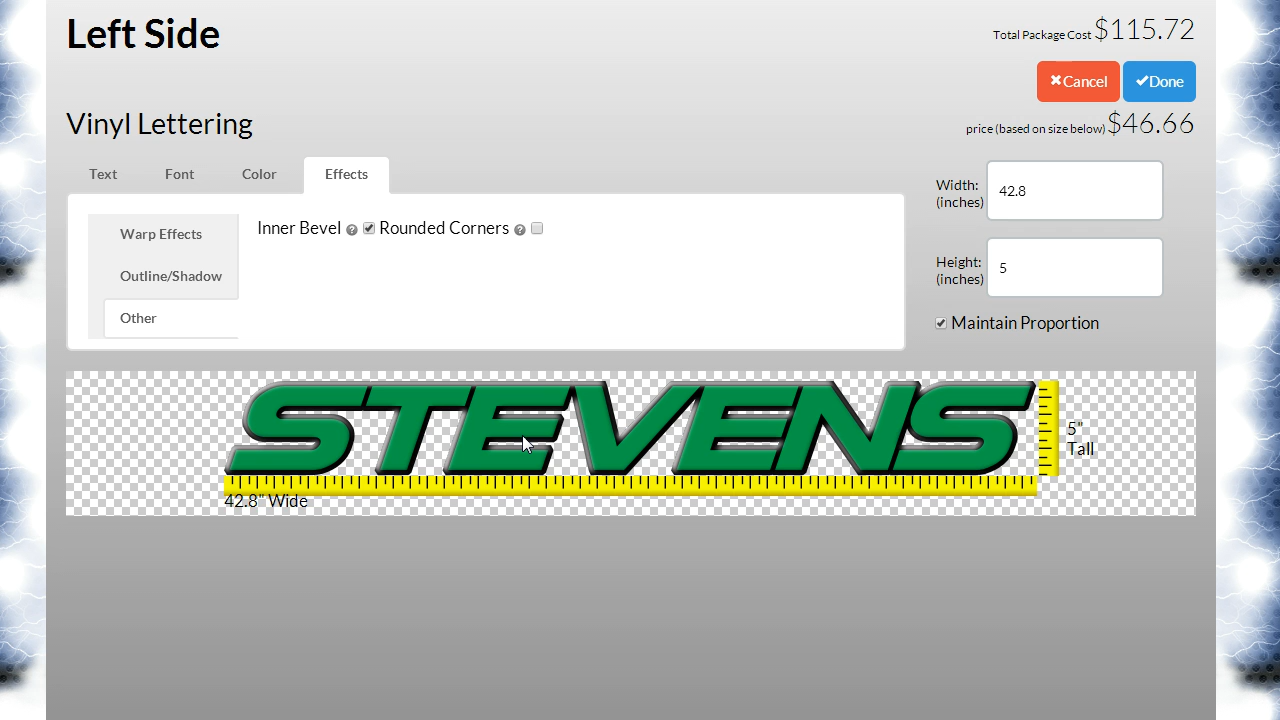 Left Side
Total Package Cost $115.72
Cancel Done
Vinyl Lettering
price (based on size below) $46.66
Text Font Color Effects
Width: (inches) 42.8
Warp Effects
Inner Bevel ? Rounded Corners ?
Outline/Shadow
Height: (inches) 5
Other
Maintain Proportion
STEVENS
5"
Tall
42.8" Wide